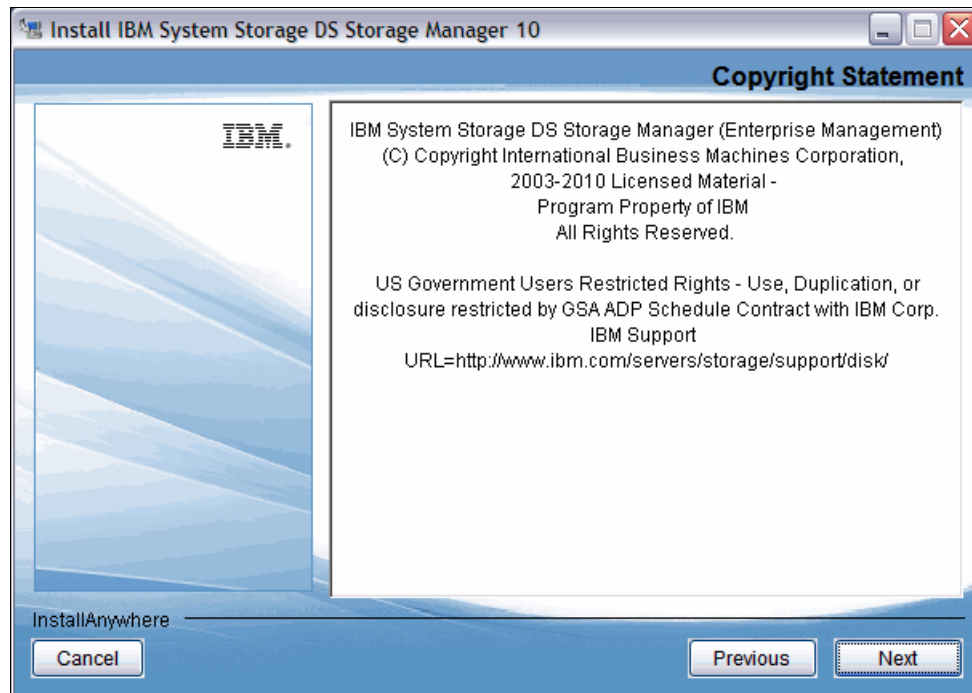 Install IBM System Storage DS Storage Manager 10
Copyright Statement
IBM.
IBM System Storage DS Storage Manager (Enterprise Management)
(C) Copyright International Business Machines Corporation,
2003-2010 Licensed Material -
Program Property of IBM
All Rights Reserved.
US Government Users Restricted Rights - Use, Duplication, or
disclosure restricted by GSA ADP Schedule Contract with IBM Corp.
IBM Support
URL=http://www.ibm.com/servers/storage/support/disk/
InstallAnywhere
Cancel
Previous
Next